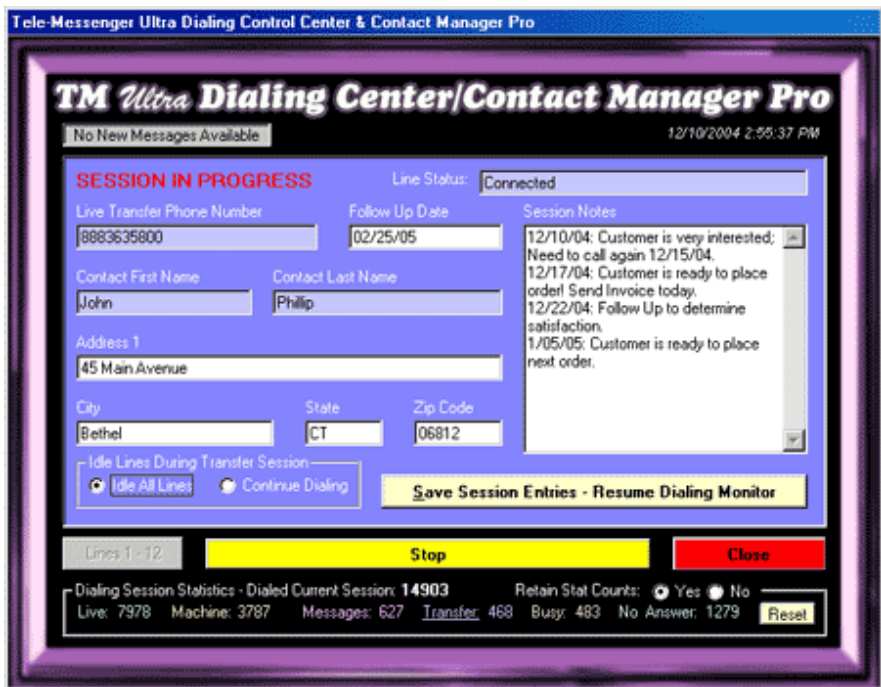 Tele-Messenger Ultra Dialing Control Center & Contact Manager Pro
TM Ultra Dialing Center/Contact Manager Pro
No New Messages Available
12/10/2004 2:55:37 PM
SESSION IN PROGRESS
Line Status: Connected
Live Transfer Phone Number
8883635800
Follow Up Date
02/25/05
Session Notes
12/10/04: Customer is very interested;
Need to call again 12/15/04.
12/17/04: Customer is ready to place
order! Send Invoice today.
12/22/04: Follow Up to determine
satisfaction.
1/05/05: Customer is ready to place
next order.
Contact First Name
John
Contact Last Name
Phillip
Address 1
45 Main Avenue
City
Bethel
State
CT
Zip Code
06812
Idle Lines During Transfer Session
Idle All Lines Continue Dialing
Save Session Entries - Resume Dialing Monitor
Lines 1 - 12
Stop
Close
Dialing Session Statistics - Dialed Current Session: 14903 Retain Stat Counts: Yes No
Live: 7978 Machine: 3787 Messages: 627 Transfer: 468 Busy: 483 No Answer: 1279 Reset